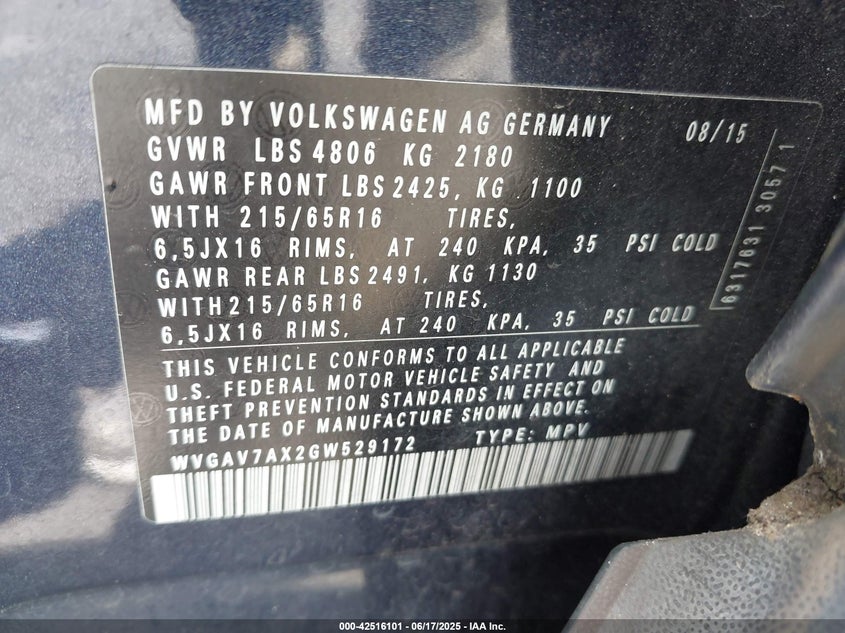 MFD BY VOLKSWAGEN AG GERMANY 08/15
GVWR LBS 4806 KG 2180
GAWR FRONT LBS 2425, KG 1100
WITH 215/65R16 TIRES,
6,5JX16 RIMS, AT 240 KPA, 35 PSI COLD
GAWR REAR LBS 2491, KG 1130
WITH 215/65R16 TIRES,
6,5JX16 RIMS, AT 240 KPA, 35 PSI COLD
THIS VEHICLE CONFORMS TO ALL APPLICABLE
U.S. FEDERAL MOTOR VEHICLE SAFETY AND
THEFT PREVENTION STANDARDS IN EFFECT ON
THE DATE OF MANUFACTURE SHOWN ABOVE.
WVGAV7AX2GW529172 TYPE: MPV
6317631 3057 1
000-42516101 - 06/17/2025 - IAA Inc.